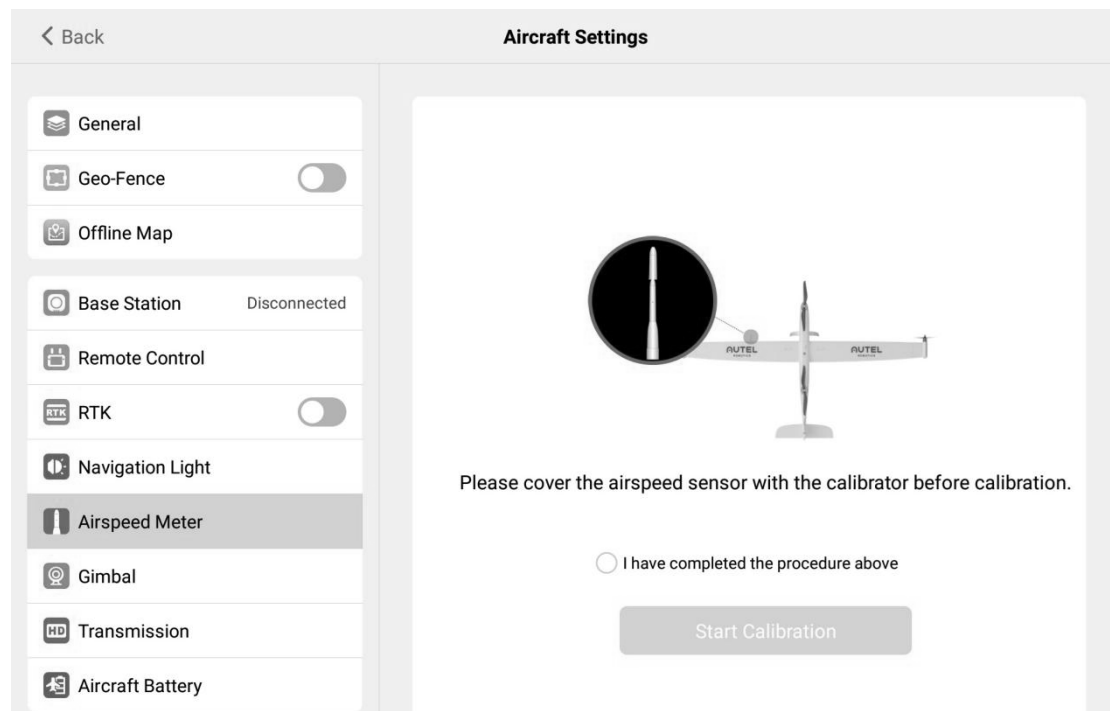 Back
Aircraft Settings
General
Geo-Fence
Offline Map
Base Station Disconnected
Remote Control
RTK
RTK
Navigation Light
Airspeed Meter
Gimbal
HD
Transmission
Aircraft Battery
AUTEL
AUTEL
Please cover the airspeed sensor with the calibrator before calibration.
I have completed the procedure above
Start Calibration